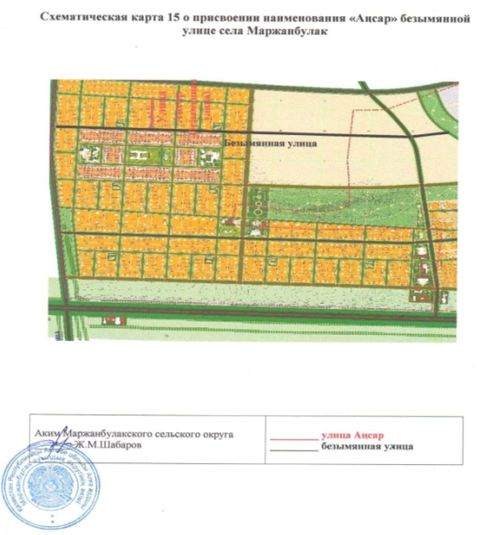 Схематическая карта 15 о присвоении наименования «Аңсар» безымянной
улице села Маржанбулак
Улица
Безымянная улица
Аким Маржанбулакского сельского округа
Ж.М.Шабаров
улица Аңсар
безымянная улица